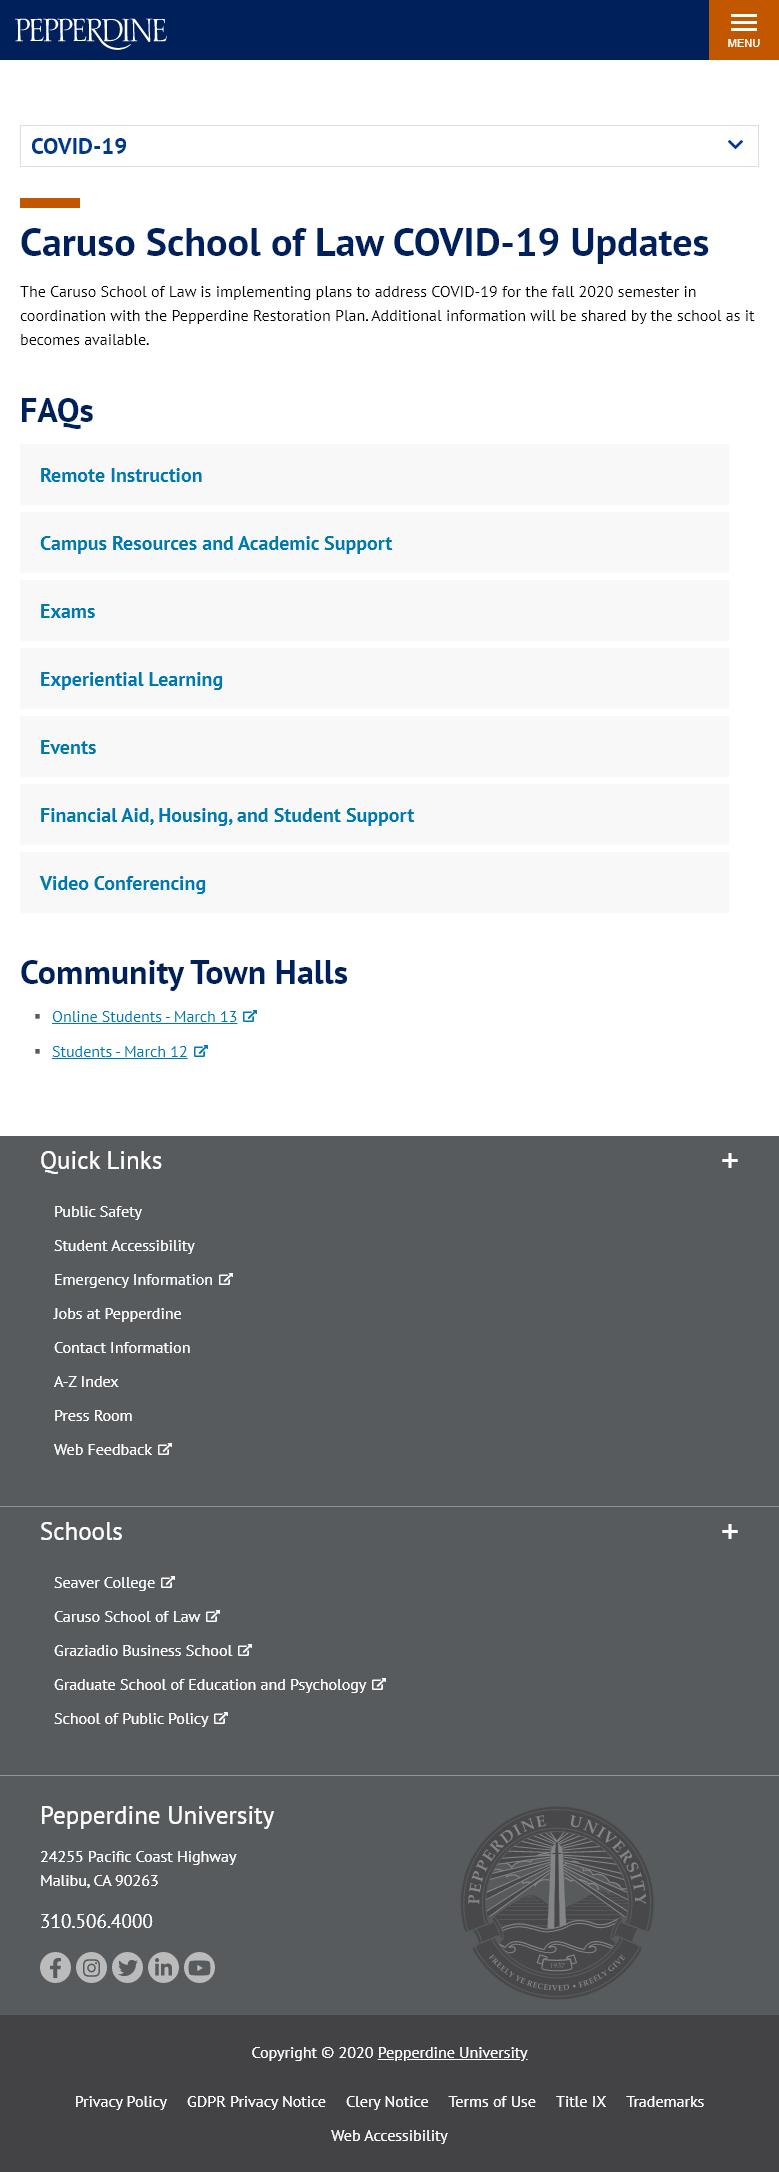 PEPPERDINE
MENU
COVID-19
Caruso School of Law COVID-19 Updates
The Caruso School of Law is implementing plans to address COVID-19 for the fall 2020 semester in
coordination with the Pepperdine Restoration Plan. Additional information will be shared by the school as it
becomes available.
FAQs
Remote Instruction
Campus Resources and Academic Support
Exams
Experiential Learning
Events
Financial Aid, Housing, and Student Support
Video Conferencing
Community Town Halls
Online Students - March 13
Students - March 12
Quick Links
Public Safety
Student Accessibility
Emergency Information
Jobs at Pepperdine
Contact Information
A-Z Index
Press Room
Web Feedback
Schools
Seaver College
Caruso School of Law
Graziadio Business School
Graduate School of Education and Psychology
School of Public Policy
Pepperdine University
24255 Pacific Coast Highway
Malibu, CA 90263
310.506.4000
PEPPERDINE UNIVERSITY
1937
FREELY YE RECEIVED • FREELY GIVE
Copyright © 2020 Pepperdine University
Privacy Policy GDPR Privacy Notice Clery Notice Terms of Use Title IX Trademarks
Web Accessibility